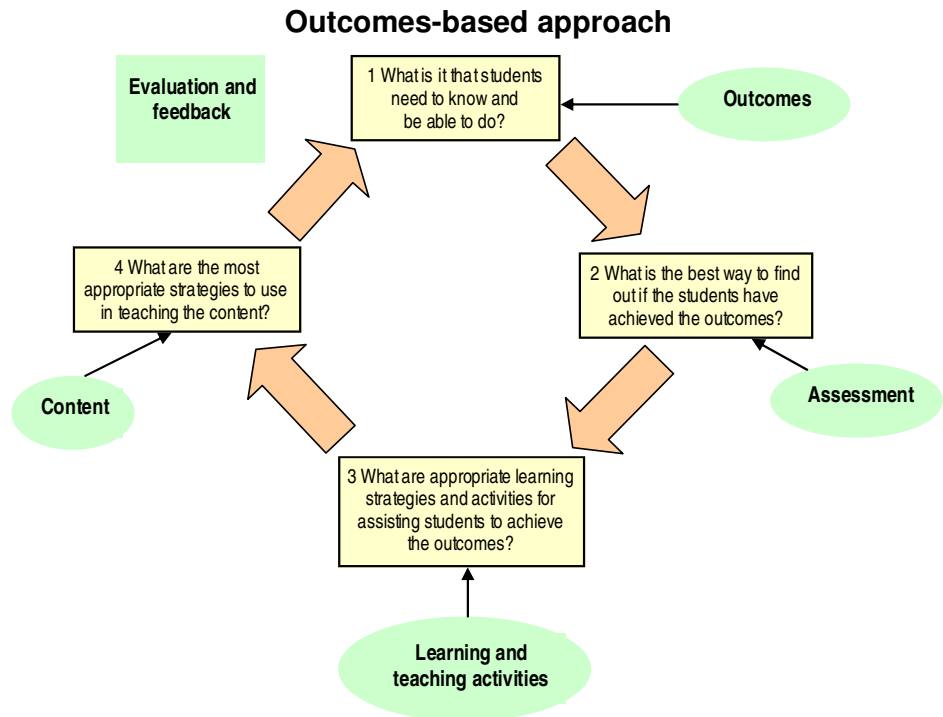 Outcomes-based approach
Evaluation and
feedback
1 What is it that students
need to know and
be able to do?
Outcomes
4 What are the most
appropriate strategies to use
in teaching the content?
2 What is the best way to find
out if the students have
achieved the outcomes?
Content
Assessment
3 What are appropriate learning
strategies and activities for
assisting students to achieve
the outcomes?
Learning and
teaching activities